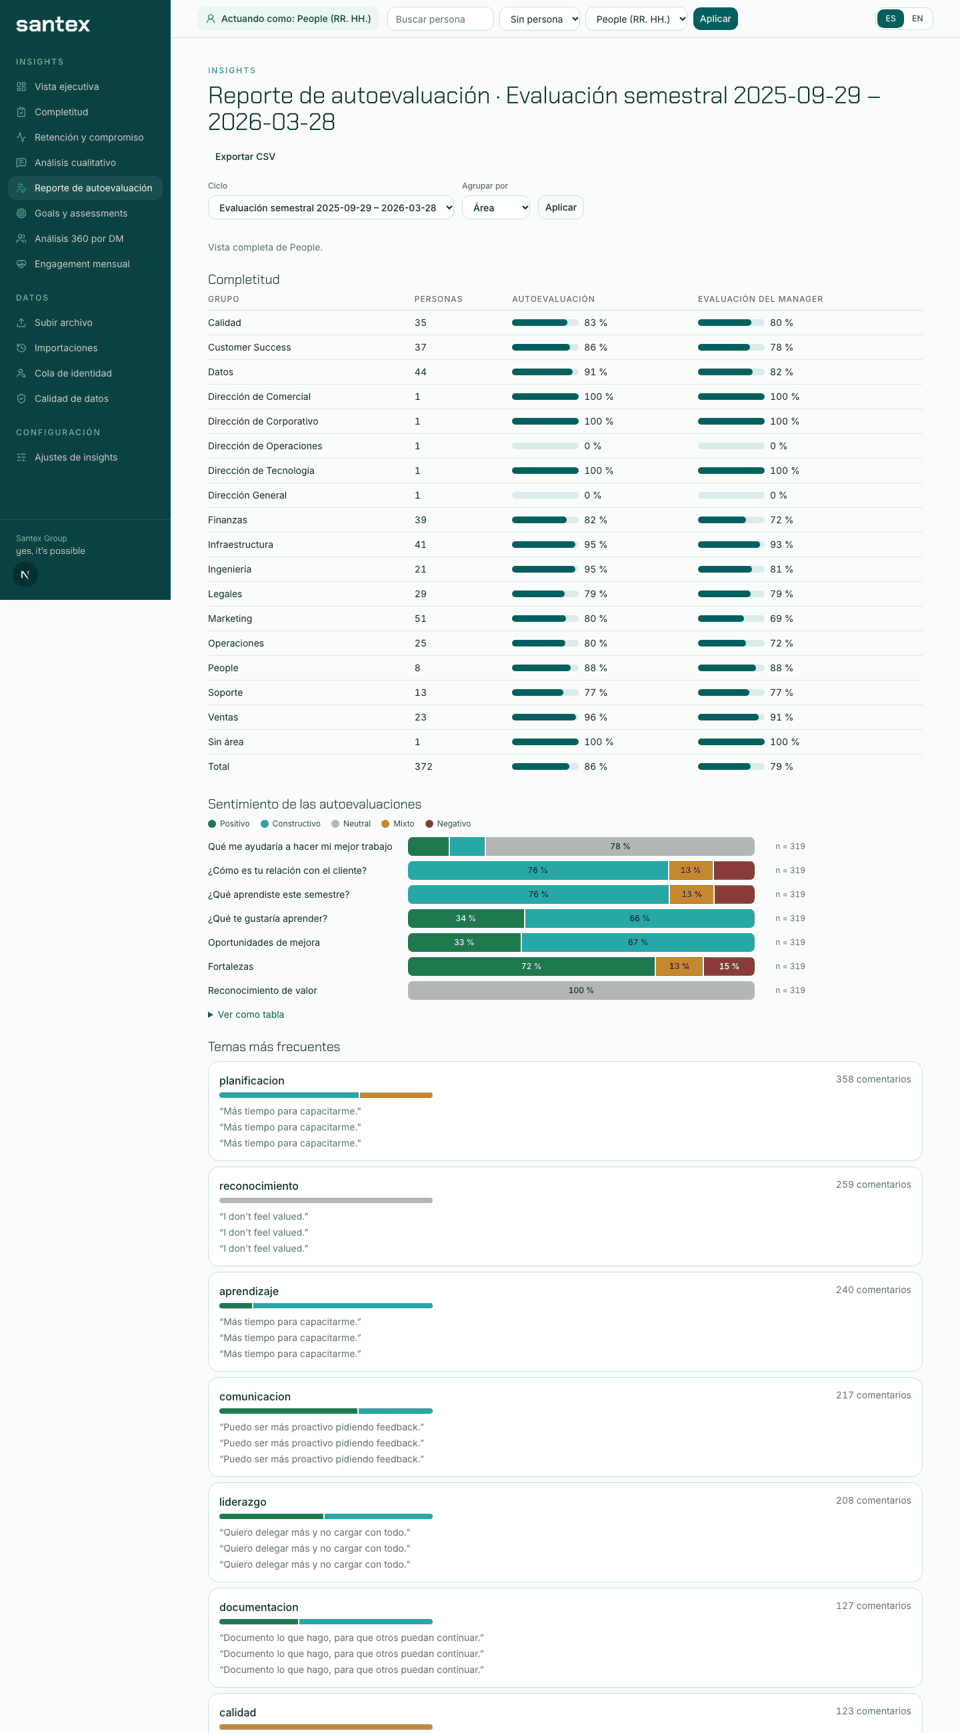 santex
INSIGHTS
Vista ejecutiva
Completitud
Retención y compromiso
Análisis cualitativo
Reporte de autoevaluación
Goals y assessments
Análisis 360 por DM
Engagement mensual
DATOS
Subir archivo
Importaciones
Cola de identidad
Calidad de datos
CONFIGURACIÓN
Ajustes de insights
Santex Group
yes, it's possible
N
Actuando como: People (RR. HH.)
Buscar persona
Sin persona
People (RR. HH.)
Aplicar
ES
EN
INSIGHTS
Reporte de autoevaluación · Evaluación semestral 2025-09-29 –
2026-03-28
Exportar CSV
Ciclo
Agrupar por
Evaluación semestral 2025-09-29 – 2026-03-28
Área
Aplicar
Vista completa de People.
Completitud
GRUPO PERSONAS AUTOEVALUACIÓN EVALUACIÓN DEL MANAGER
Calidad 35 83 % 80 %
Customer Success 37 86 % 78 %
Datos 44 91 % 82 %
Dirección de Comercial 1 100 % 100 %
Dirección de Corporativo 1 100 % 100 %
Dirección de Operaciones 1 0 % 0 %
Dirección de Tecnología 1 100 % 100 %
Dirección General 1 0 % 0 %
Finanzas 39 82 % 72 %
Infraestructura 41 95 % 93 %
Ingeniería 21 95 % 81 %
Legales 29 79 % 79 %
Marketing 51 80 % 69 %
Operaciones 25 80 % 72 %
People 8 88 % 88 %
Soporte 13 77 % 77 %
Ventas 23 96 % 91 %
Sin área 1 100 % 100 %
Total 372 86 % 79 %
Sentimiento de las autoevaluaciones
Positivo Constructivo Neutral Mixto Negativo
Qué me ayudaría a hacer mi mejor trabajo 78 % n = 319
¿Cómo es tu relación con el cliente? 76 % 13 % n = 319
¿Qué aprendiste este semestre? 76 % 13 % n = 319
¿Qué te gustaría aprender? 34 % 66 % n = 319
Oportunidades de mejora 33 % 67 % n = 319
Fortalezas 72 % 13 % 15 % n = 319
Reconocimiento de valor 100 % n = 319
Ver como tabla
Temas más frecuentes
planificacion 358 comentarios
“Más tiempo para capacitarme.”
“Más tiempo para capacitarme.”
“Más tiempo para capacitarme.”
reconocimiento 259 comentarios
“I don't feel valued.”
“I don't feel valued.”
“I don't feel valued.”
aprendizaje 240 comentarios
“Más tiempo para capacitarme.”
“Más tiempo para capacitarme.”
“Más tiempo para capacitarme.”
comunicacion 217 comentarios
“Puedo ser más proactivo pidiendo feedback.”
“Puedo ser más proactivo pidiendo feedback.”
“Puedo ser más proactivo pidiendo feedback.”
liderazgo 208 comentarios
“Quiero delegar más y no cargar con todo.”
“Quiero delegar más y no cargar con todo.”
“Quiero delegar más y no cargar con todo.”
documentacion 127 comentarios
“Documento lo que hago, para que otros puedan continuar.”
“Documento lo que hago, para que otros puedan continuar.”
“Documento lo que hago, para que otros puedan continuar.”
calidad 123 comentarios